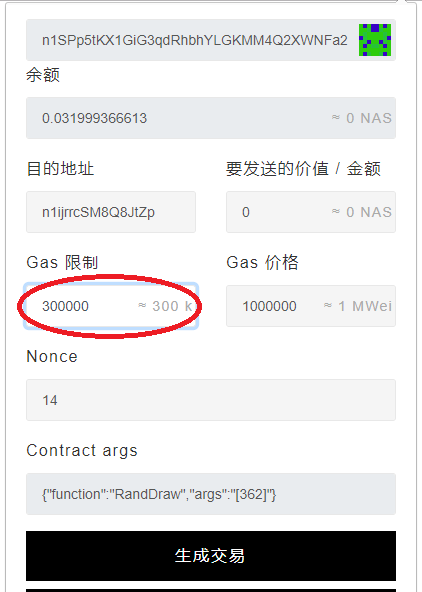 n1SPp5tKX1GiG3qdRhbhYLGKMM4Q2XWNFa2
余额
0.031999366613 ≈ 0 NAS
目的地址 要发送的价值 / 金额
n1ijrrcSM8Q8JtZp 0 ≈ 0 NAS
Gas 限制 Gas 价格
300000 ≈ 300 k 1000000 ≈ 1 MWei
Nonce
14
Contract args
{"function":"RandDraw","args":"[362]"}
生成交易